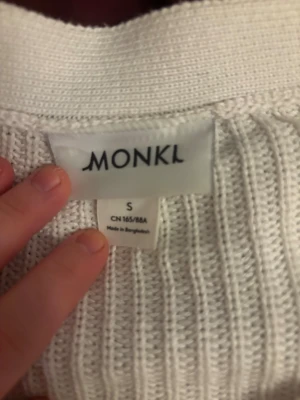 MONKI
S
CN 165/88A
Made in Bangladesh